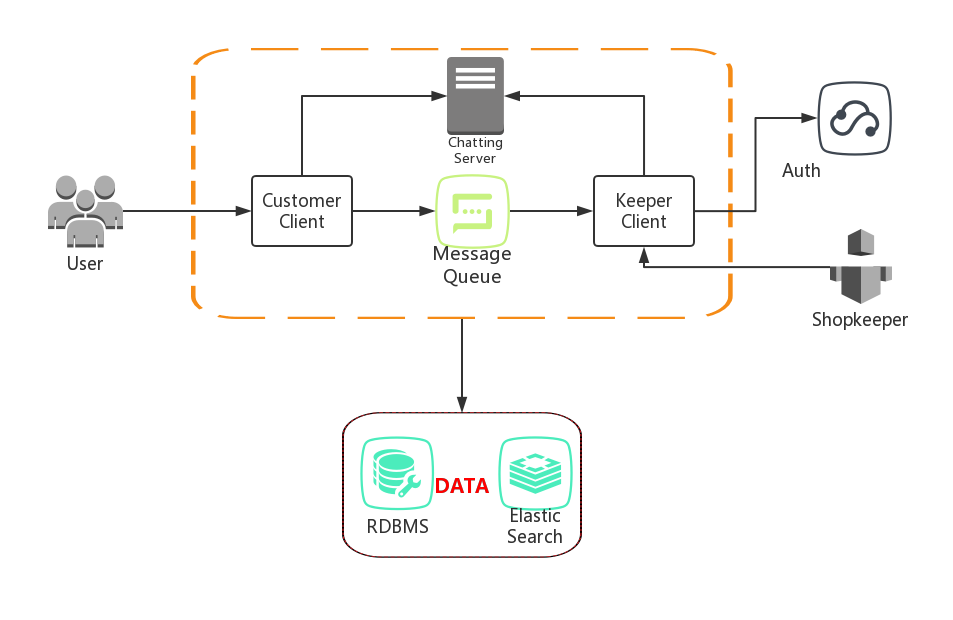 Chatting
Server
Customer
Client
Keeper
Client
Auth
User
Message
Queue
Shopkeeper
DATA
RDBMS
Elastic
Search